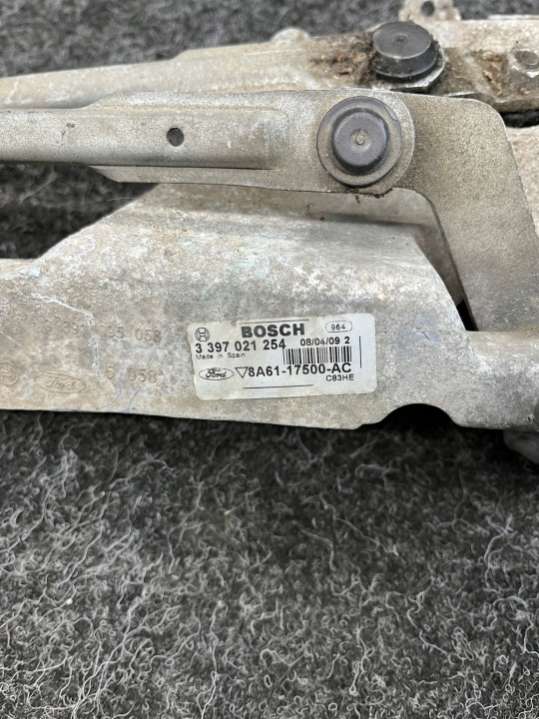 BOSCH 964
3 397 021 254 08/04/09 2
Made in Spain
Ford 8A61-17500-AC
C83HE